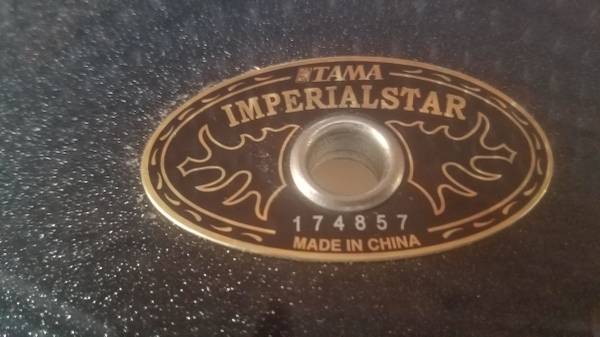 TAMA
IMPERIALSTAR
174857
MADE IN CHINA